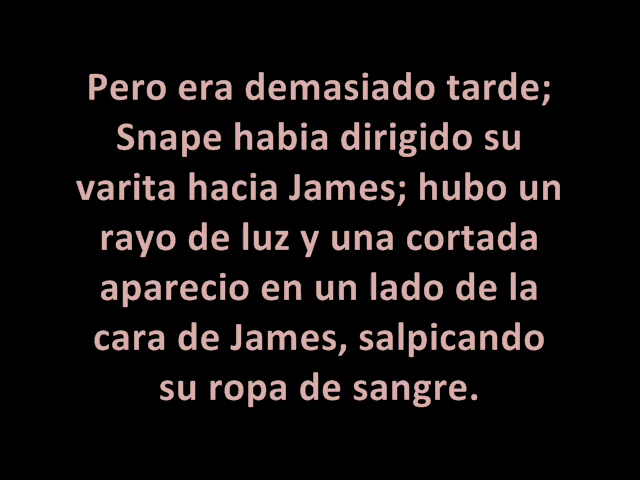 Pero era demasiado tarde;
Snape habia dirigido su
varita hacia James; hubo un
rayo de luz y una cortada
aparecio en un lado de la
cara de James, salpicando
su ropa de sangre.